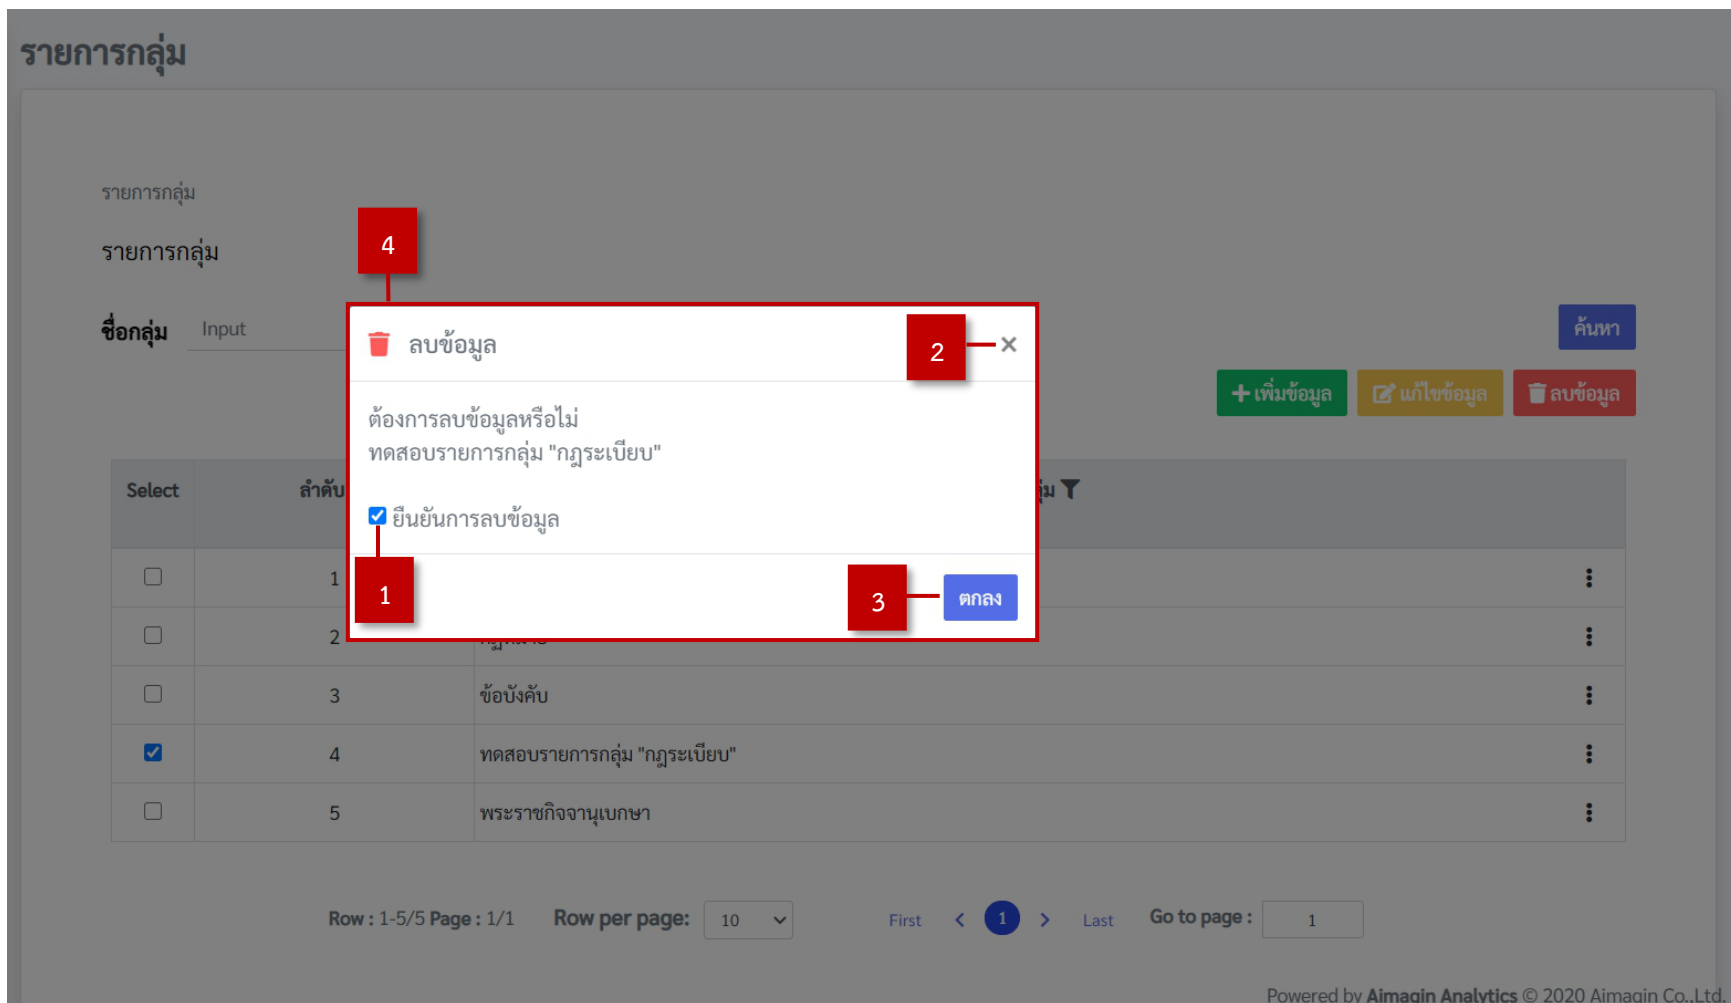 รายการกลุ่ม
รายการกลุ่ม
รายการกลุ่ม
4
ชื่อกลุ่ม Input
ค้นหา
ลบข้อมูล
2
×
เพิ่มข้อมูล แก้ไขข้อมูล ลบข้อมูล
ต้องการลบข้อมูลหรือไม่
ทดสอบรายการกลุ่ม "กฎระเบียบ"
Select ลำดับ
ยืนยันการลบข้อมูล
1
3
ตกลง
1
2
3 ข้อบังคับ
4 ทดสอบรายการกลุ่ม "กฎระเบียบ"
5 พระราชกิจจานุเบกษา
Row : 1-5/5 Page : 1/1 Row per page: 10 First < 1 > Last Go to page : 1
Powered by Aimagin Analytics © 2020 Aimagin Co.,Ltd.